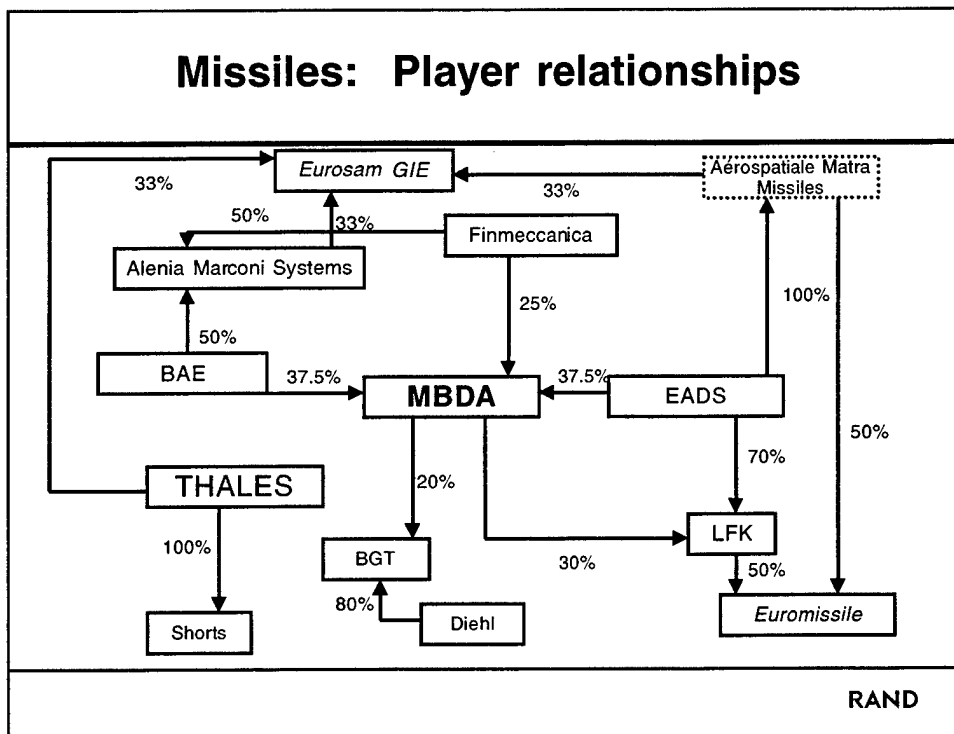 Missiles: Player relationships
Eurosam GIE
Aérospatiale Matra
Missiles
33%
33%
50%
33%
Finmeccanica
Alenia Marconi Systems
25%
100%
50%
BAE
37.5%
MBDA
37.5%
EADS
50%
70%
THALES
20%
LFK
100%
BGT
30%
50%
80%
Diehl
Euromissile
Shorts
RAND